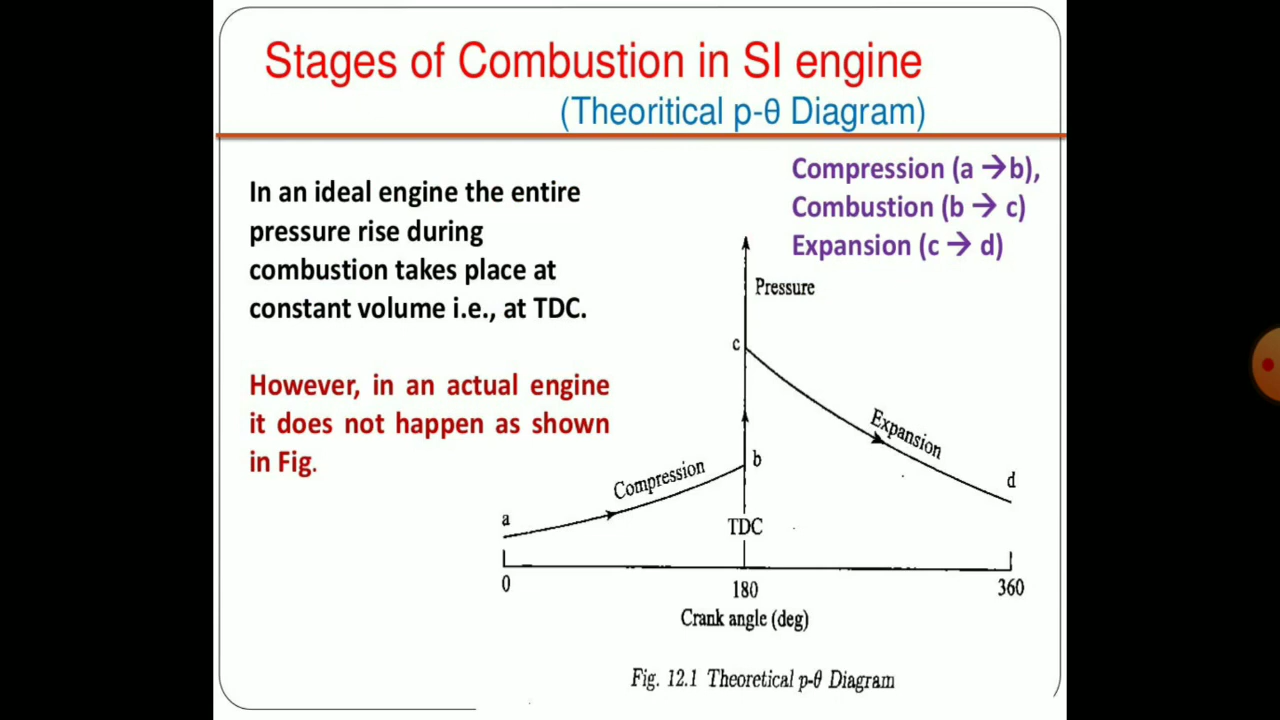 Stages of Combustion in SI engine
(Theoritical p-θ Diagram)
In an ideal engine the entire
pressure rise during
combustion takes place at
constant volume i.e., at TDC.
However, in an actual engine
it does not happen as shown
in Fig.
Compression (a →b),
Combustion (b → c)
Expansion (c → d)
Pressure
c
Expansion
b
Compression
d
a
TDC
0
180
360
Crank angle (deg)
Fig. 12.1 Theoretical p-θ Diagram